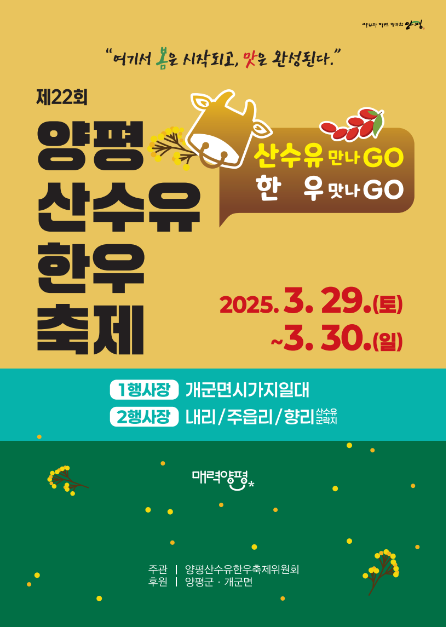 양평
"여기서 봄은 시작되고, 맛은 완성된다."
제22회
양평
산수유
한우
축제
산수유 만나 GO
한 우 맛나 GO
2025. 3. 29.(토)
~3. 30.(일)
1행사장 개군면시가지일대
2행사장 내리/주읍리/향리 산수유군락지
매력양평*
주관 | 양평산수유한우축제위원회
후원 | 양평군 · 개군면